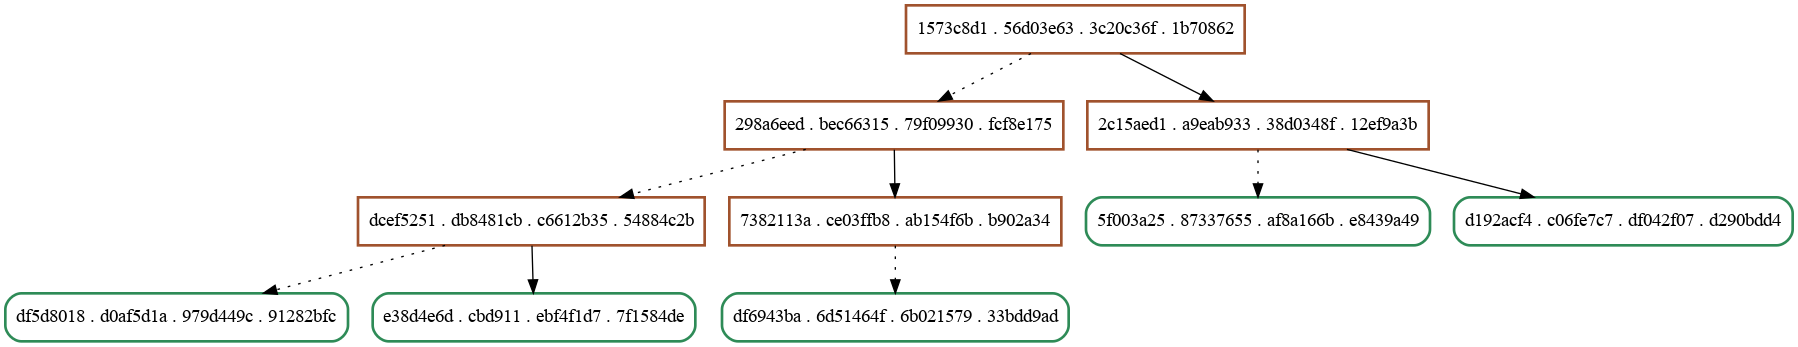 1573c8d1 . 56d03e63 . 3c20c36f . 1b70862
298a6eed . bec66315 . 79f09930 . fcf8e175
2c15aed1 . a9eab933 . 38d0348f . 12ef9a3b
dcef5251 . db8481cb . c6612b35 . 54884c2b
7382113a . ce03ffb8 . ab154f6b . b902a34
5f003a25 . 87337655 . af8a166b . e8439a49
d192acf4 . c06fe7c7 . df042f07 . d290bdd4
df5d8018 . d0af5d1a . 979d449c . 91282bfc
e38d4e6d . cbd911 . ebf4f1d7 . 7f1584de
df6943ba . 6d51464f . 6b021579 . 33bdd9ad